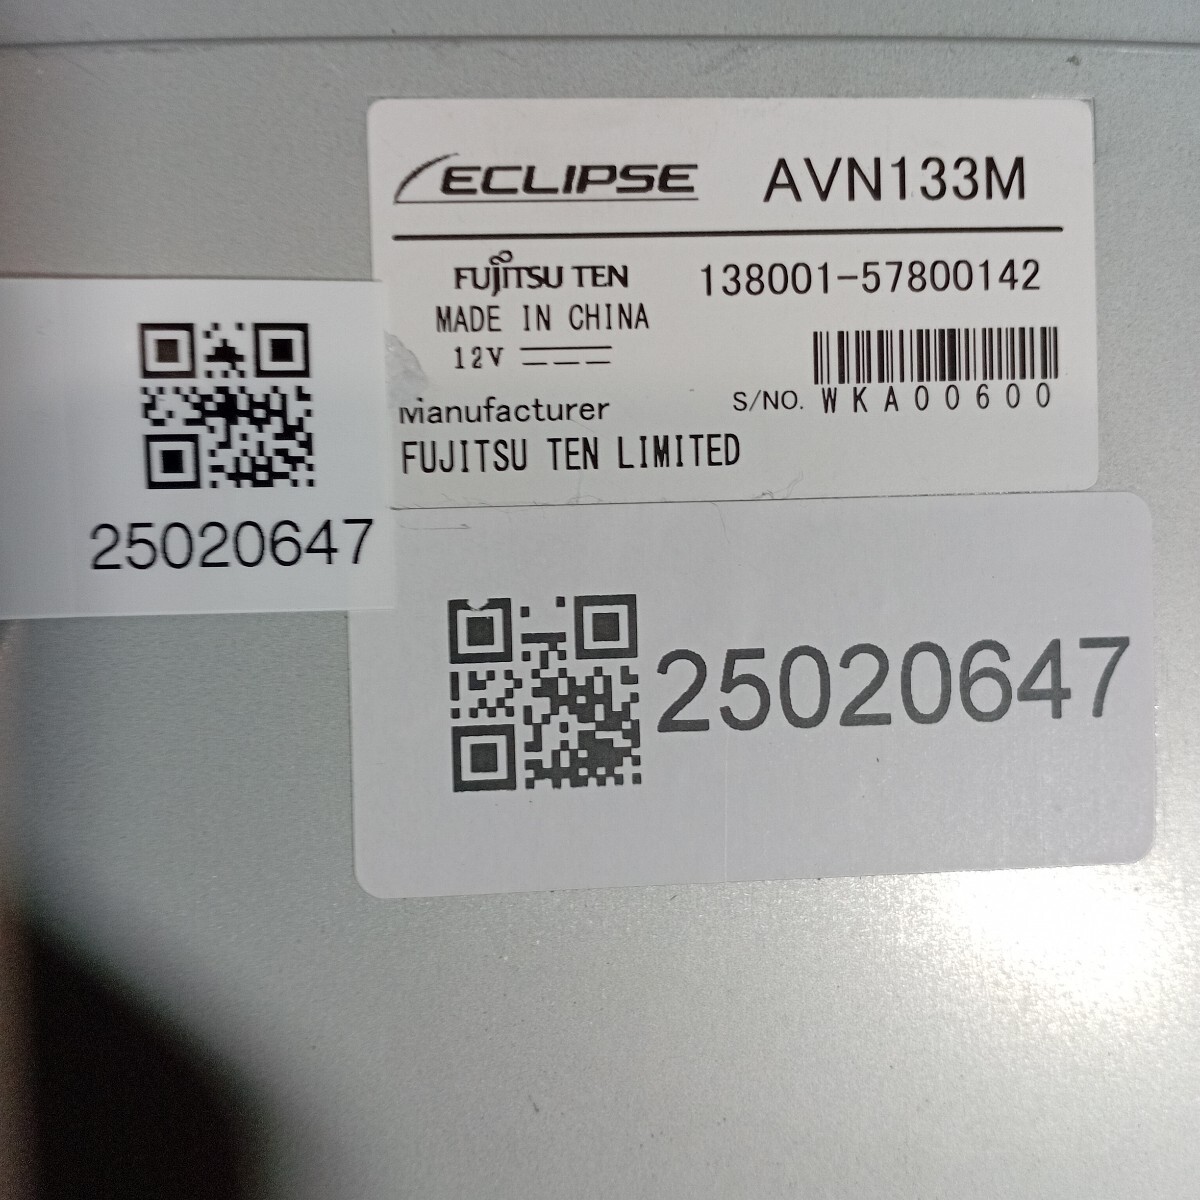 ECLIPSE AVN133M
FUJITSU TEN 138001-57800142
MADE IN CHINA
12V
S/NO. WKA00600
Manufacturer
FUJITSU TEN LIMITED
25020647
25020647